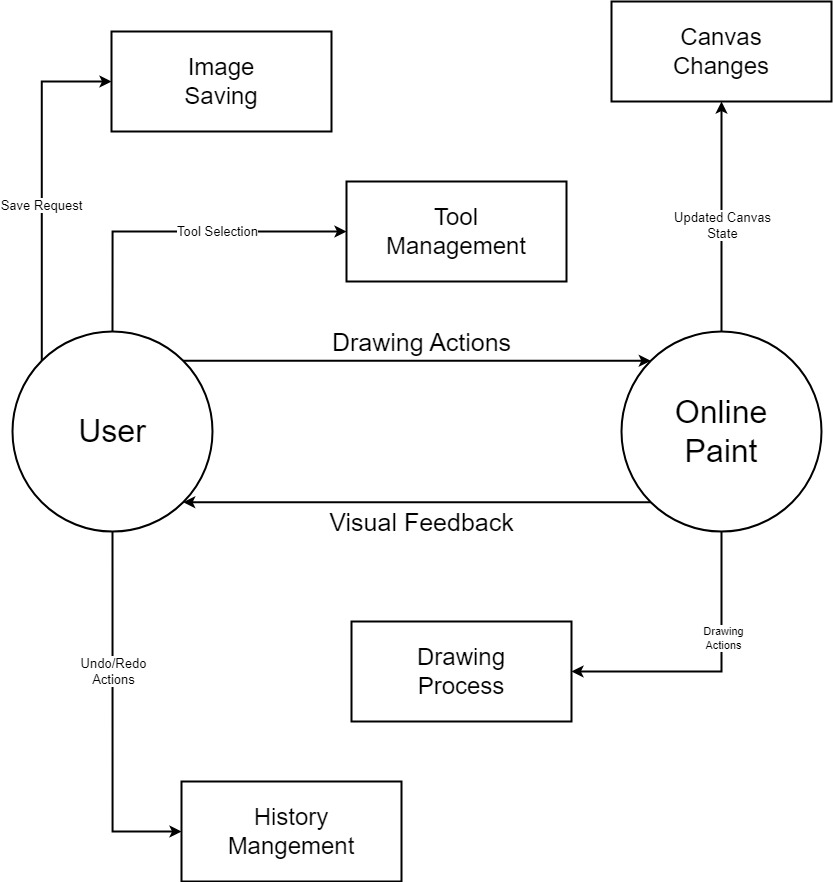 Canvas
Changes
Image
Saving
Save Request
Tool
Management
Tool Selection
Updated Canvas
State
Drawing Actions
User
Online
Paint
Visual Feedback
Drawing
Actions
Drawing
Process
Undo/Redo
Actions
History
Mangement